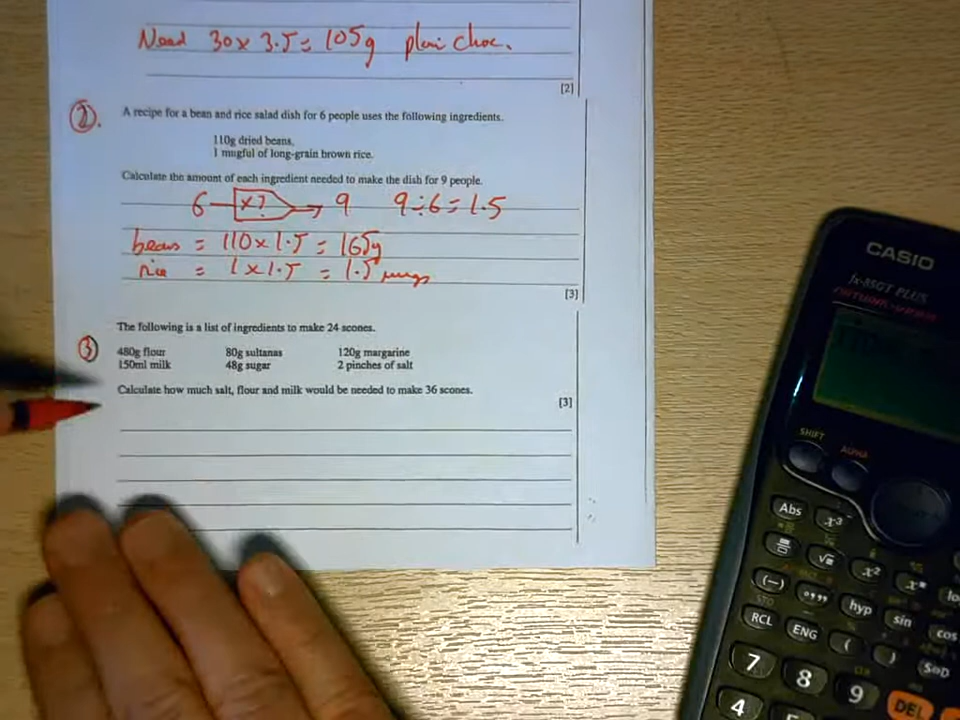 Need 30 x 3.5 = 105g plain choc.
[2]
2. A recipe for a bean and rice salad dish for 6 people uses the following ingredients.
110g dried beans,
1 mugful of long-grain brown rice.
Calculate the amount of each ingredient needed to make the dish for 9 people.
6 x? 9 9 ÷ 6 = 1.5
beans = 110 x 1.5 = 165g
rice = 1 x 1.5 = 1.5 mugs
[3]
3 The following is a list of ingredients to make 24 scones.
480g flour 80g sultanas 120g margarine
150ml milk 48g sugar 2 pinches of salt
Calculate how much salt, flour and milk would be needed to make 36 scones.
[3]
CASIO
fx-85GT PLUS
SHIFT ALPHA
Abs x³
√ x²
(−) hyp sin cos
RCL ENG ( ) S⇔D
7 8 9 DEL
4